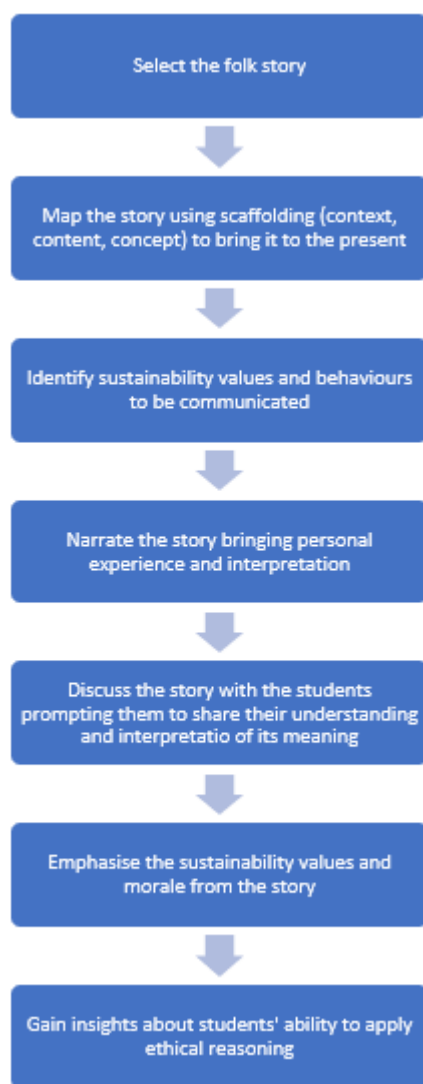 Select the folk story
Map the story using scaffolding (context,
content, concept) to bring it to the present
Identify sustainability values and behaviours
to be communicated
Narrate the story bringing personal
experience and interpretation
Discuss the story with the students
prompting them to share their understanding
and interpretatio of its meaning
Emphasise the sustainability values and
morale from the story
Gain insights about students' ability to apply
ethical reasoning